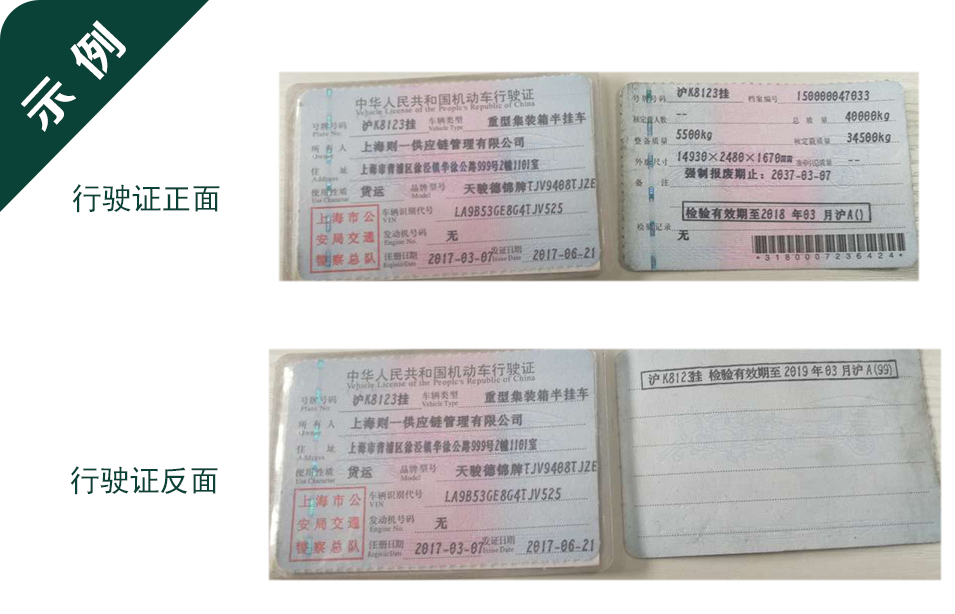 示例
行驶证正面
中华人民共和国机动车行驶证
Vehicle License of the People's Republic of China
号牌号码 沪K8123挂 车辆类型 重型集装箱半挂车
Plate No. Vehicle Type
所有人 上海则一供应链管理有限公司
Owner
住址 上海市青浦区徐泾镇华徐公路999号2幢1101室
Address
使用性质 货运 品牌型号 天骏德锦牌TJV9408TJZE
Use Character Model
上海市公安局交通警察总队
车辆识别代号 LA9B53GE8G4TJV525
VIN
发动机号码 无
Engine No.
注册日期 2017-03-07 发证日期 2017-06-21
Register Date Issue Date
号牌号码 沪K8123挂 档案编号 150000047033
核定载人数 -- 总质量 40000kg
整备质量 5500kg 核定载质量 34500kg
外廓尺寸 14930×2480×1670mm --
备注 强制报废期止：2037-03-07
检验有效期至2018 年03 月沪A()
检验记录
无
*3180007236424*
行驶证反面
中华人民共和国机动车行驶证
Vehicle License of the People's Republic of China
号牌号码 沪K8123挂 车辆类型 重型集装箱半挂车
Plate No. Vehicle Type
所有人 上海则一供应链管理有限公司
Owner
住址 上海市青浦区徐泾镇华徐公路999号2幢1101室
Address
使用性质 货运 品牌型号 天骏德锦牌TJV9408TJZE
Use Character Model
上海市公安局交通警察总队
车辆识别代号 LA9B53GE8G4TJV525
VIN
发动机号码 无
Engine No.
注册日期 2017-03-07 发证日期 2017-06-21
Register Date Issue Date
沪K8123挂 检验有效期至 2019 年 03 月沪 A (99)